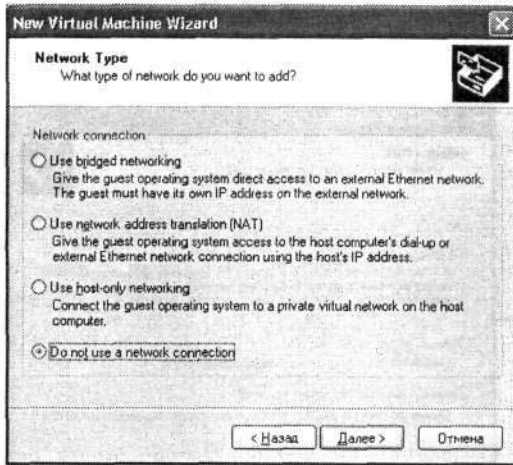 New Virtual Machine Wizard
Network Type
What type of network do you want to add?
Network connection
Use bridged networking
Give the guest operating system direct access to an external Ethernet network.
The guest must have its own IP address on the external network.
Use network address translation (NAT)
Give the guest operating system access to the host computer's dial-up or
external Ethernet network connection using the host's IP address.
Use host-only networking
Connect the guest operating system to a private virtual network on the host
computer.
Do not use a network connection
< Назад
Далее >
Отмена